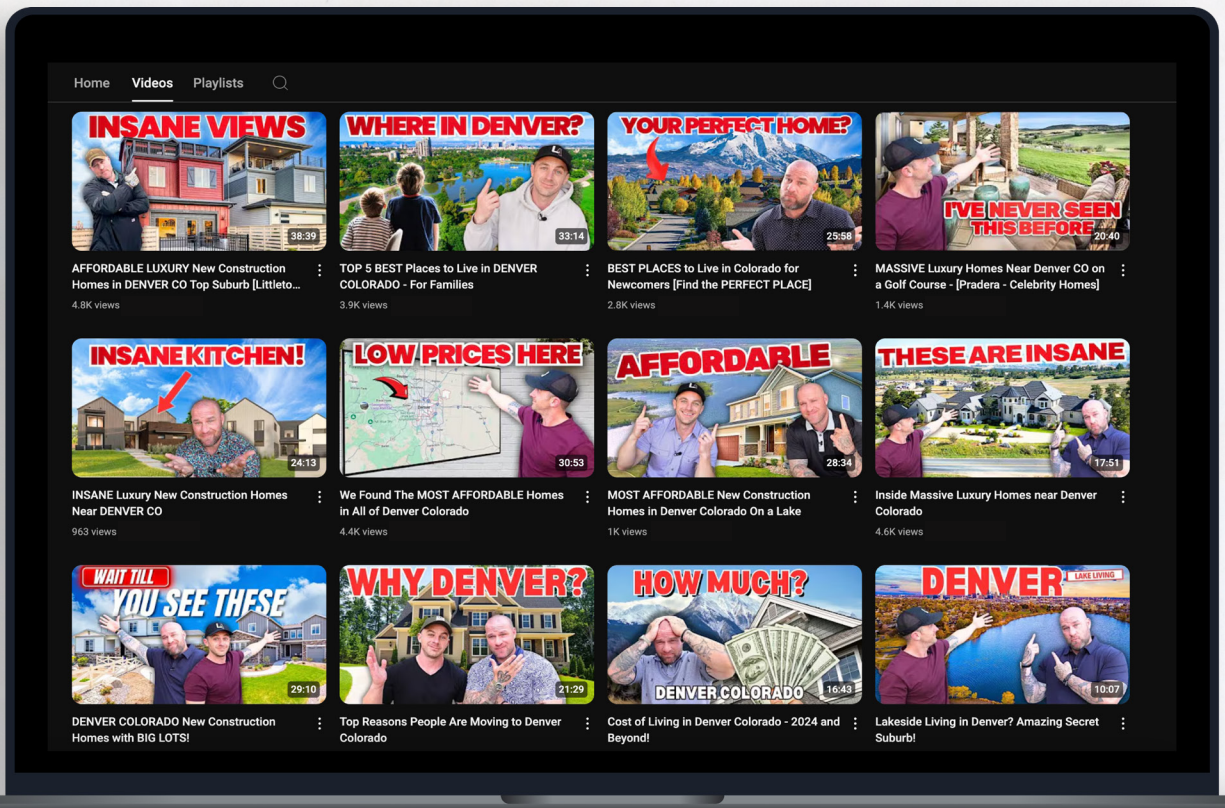 Home Videos Playlists
INSANE VIEWS
38:39
AFFORDABLE LUXURY New Construction
Homes in DENVER CO Top Suburb [Littleto...
4.8K views
WHERE IN DENVER?
33:14
TOP 5 BEST Places to Live in DENVER
COLORADO - For Families
3.9K views
YOUR PERFECT HOME?
25:58
BEST PLACES to Live in Colorado for
Newcomers [Find the PERFECT PLACE]
2.8K views
I'VE NEVER SEEN
THIS BEFORE
20:40
MASSIVE Luxury Homes Near Denver CO on
a Golf Course - [Pradera - Celebrity Homes]
1.4K views
INSANE KITCHEN!
24:13
INSANE Luxury New Construction Homes
Near DENVER CO
963 views
LOW PRICES HERE
30:53
We Found The MOST AFFORDABLE Homes
in All of Denver Colorado
4.4K views
AFFORDABLE
28:34
MOST AFFORDABLE New Construction
Homes in Denver Colorado On a Lake
1K views
THESE ARE INSANE
17:51
Inside Massive Luxury Homes near Denver
Colorado
4.6K views
WAIT TILL
YOU SEE THESE
29:10
DENVER COLORADO New Construction
Homes with BIG LOTS!
WHY DENVER?
21:29
Top Reasons People Are Moving to Denver
Colorado
HOW MUCH?
DENVER COLORADO
16:43
Cost of Living in Denver Colorado - 2024 and
Beyond!
DENVER
LAKE LIVING
10:07
Lakeside Living in Denver? Amazing Secret
Suburb!